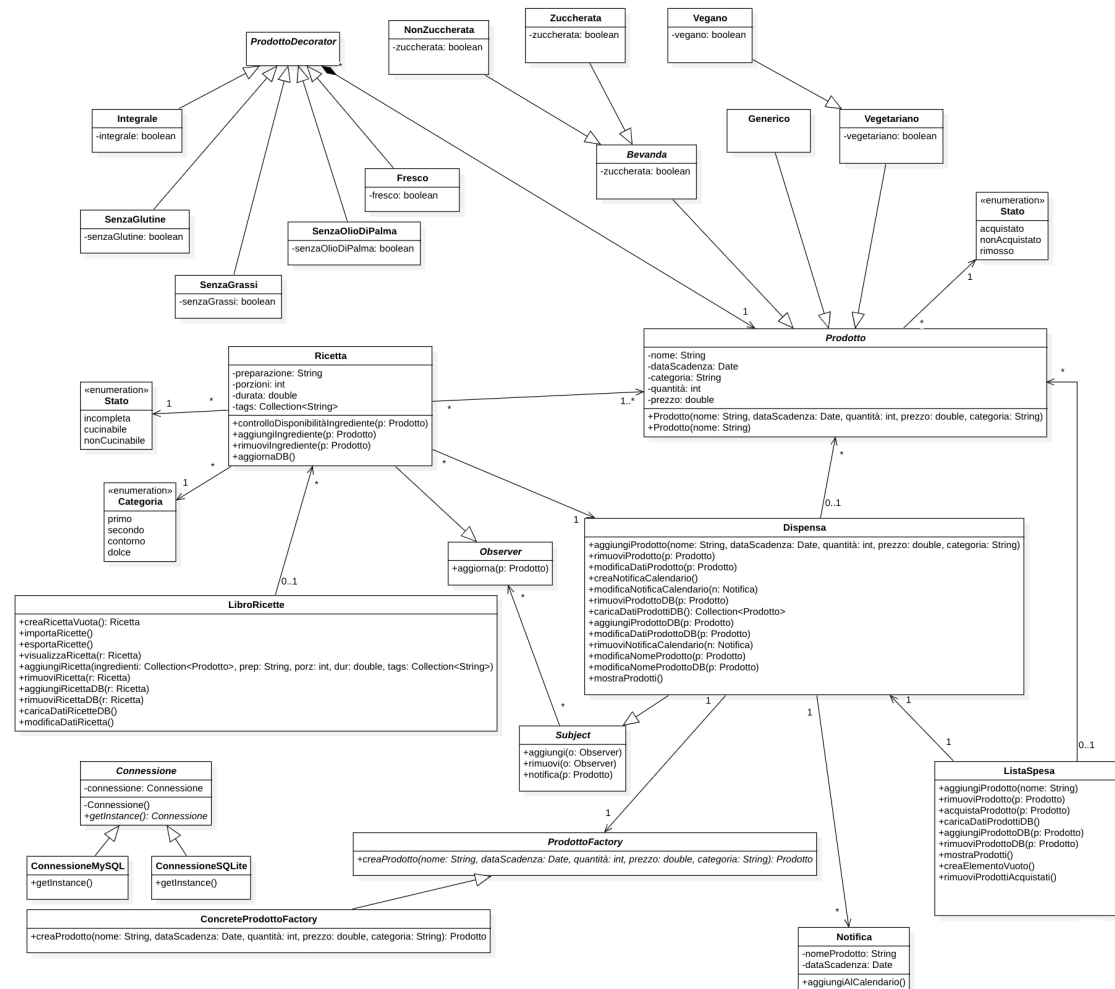 ProdottoDecorator
*
NonZuccherata
-zuccherata: boolean
Zuccherata
-zuccherata: boolean
Vegano
-vegano: boolean
Integrale
-integrale: boolean
Generico
Vegetariano
-vegetariano: boolean
Bevanda
-zuccherata: boolean
Fresco
-fresco: boolean
SenzaGlutine
-senzaGlutine: boolean
SenzaOlioDiPalma
-senzaOlioDiPalma: boolean
SenzaGrassi
-senzaGrassi: boolean
«enumeration»
Stato
acquistato
nonAcquistato
rimosso
1
*
1
Prodotto
-nome: String
-dataScadenza: Date
-categoria: String
-quantità: int
-prezzo: double
+Prodotto(nome: String, dataScadenza: Date, quantità: int, prezzo: double, categoria: String)
+Prodotto(nome: String)
*
Ricetta
-preparazione: String
-porzioni: int
-durata: double
-tags: Collection<String>
+controlloDisponibilitàIngrediente(p: Prodotto)
+aggiungiIngrediente(p: Prodotto)
+rimuoviIngrediente(p: Prodotto)
+aggiornaDB()
*
1..*
«enumeration»
Stato
incompleta
cucinabile
nonCucinabile
1
*
«enumeration»
Categoria
primo
secondo
contorno
dolce
1
*
*
*
1
*
0..1
Observer
+aggiorna(p: Prodotto)
*
Dispensa
+aggiungiProdotto(nome: String, dataScadenza: Date, quantità: int, prezzo: double, categoria: String)
+rimuoviProdotto(p: Prodotto)
+modificaDatiProdotto(p: Prodotto)
+creaNotificaCalendario()
+modificaNotificaCalendario(n: Notifica)
+rimuoviProdottoDB(p: Prodotto)
+caricaDatiProdottiDB(): Collection<Prodotto>
+aggiungiProdottoDB(p: Prodotto)
+modificaDatiProdottoDB(p: Prodotto)
+rimuoviNotificaCalendario(n: Notifica)
+modificaNomeProdotto(p: Prodotto)
+modificaNomeProdottoDB(p: Prodotto)
+mostraProdotti()
0..1
LibroRicette
+creaRicettaVuota(): Ricetta
+importaRicette()
+esportaRicette()
+visualizzaRicetta(r: Ricetta)
+aggiungiRicetta(ingredienti: Collection<Prodotto>, prep: String, porz: int, dur: double, tags: Collection<String>)
+rimuoviRicetta(r: Ricetta)
+aggiungiRicettaDB(r: Ricetta)
+rimuoviRicettaDB(r: Ricetta)
+caricaDatiRicetteDB()
+modificaDatiRicetta()
*
Subject
+aggiungi(o: Observer)
+rimuovi(o: Observer)
+notifica(p: Prodotto)
1
1
1
1
0..1
ListaSpesa
+aggiungiProdotto(nome: String)
+rimuoviProdotto(p: Prodotto)
+acquistaProdotto(p: Prodotto)
+caricaDatiProdottiDB()
+aggiungiProdottoDB(p: Prodotto)
+rimuoviProdottoDB(p: Prodotto)
+mostraProdotti()
+creaElementoVuoto()
+rimuoviProdottiAcquistati()
Connessione
-connessione: Connessione
-Connessione()
+getInstance(): Connessione
ConnessioneMySQL
+getInstance()
ConnessioneSQLite
+getInstance()
1
ProdottoFactory
+creaProdotto(nome: String, dataScadenza: Date, quantità: int, prezzo: double, categoria: String): Prodotto
ConcreteProdottoFactory
+creaProdotto(nome: String, dataScadenza: Date, quantità: int, prezzo: double, categoria: String): Prodotto
*
Notifica
-nomeProdotto: String
-dataScadenza: Date
+aggiungiAlCalendario()